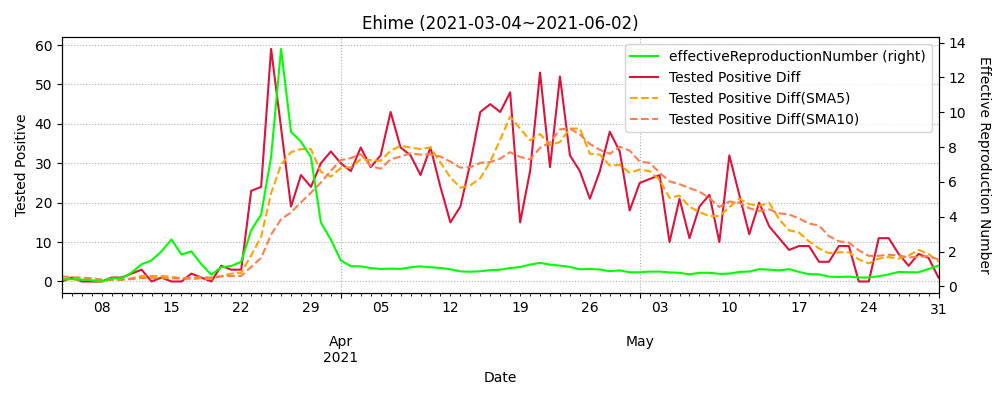 Ehime (2021-03-04~2021-06-02)
Tested Positive
60
50
40
30
20
10
0
14
12
10
8
6
4
2
0
Effective Reproduction Number
effectiveReproductionNumber (right)
Tested Positive Diff
Tested Positive Diff(SMA5)
Tested Positive Diff(SMA10)
08 15 22 29 05 12 19 26 03 10 17 24 31
Apr May
2021
Date